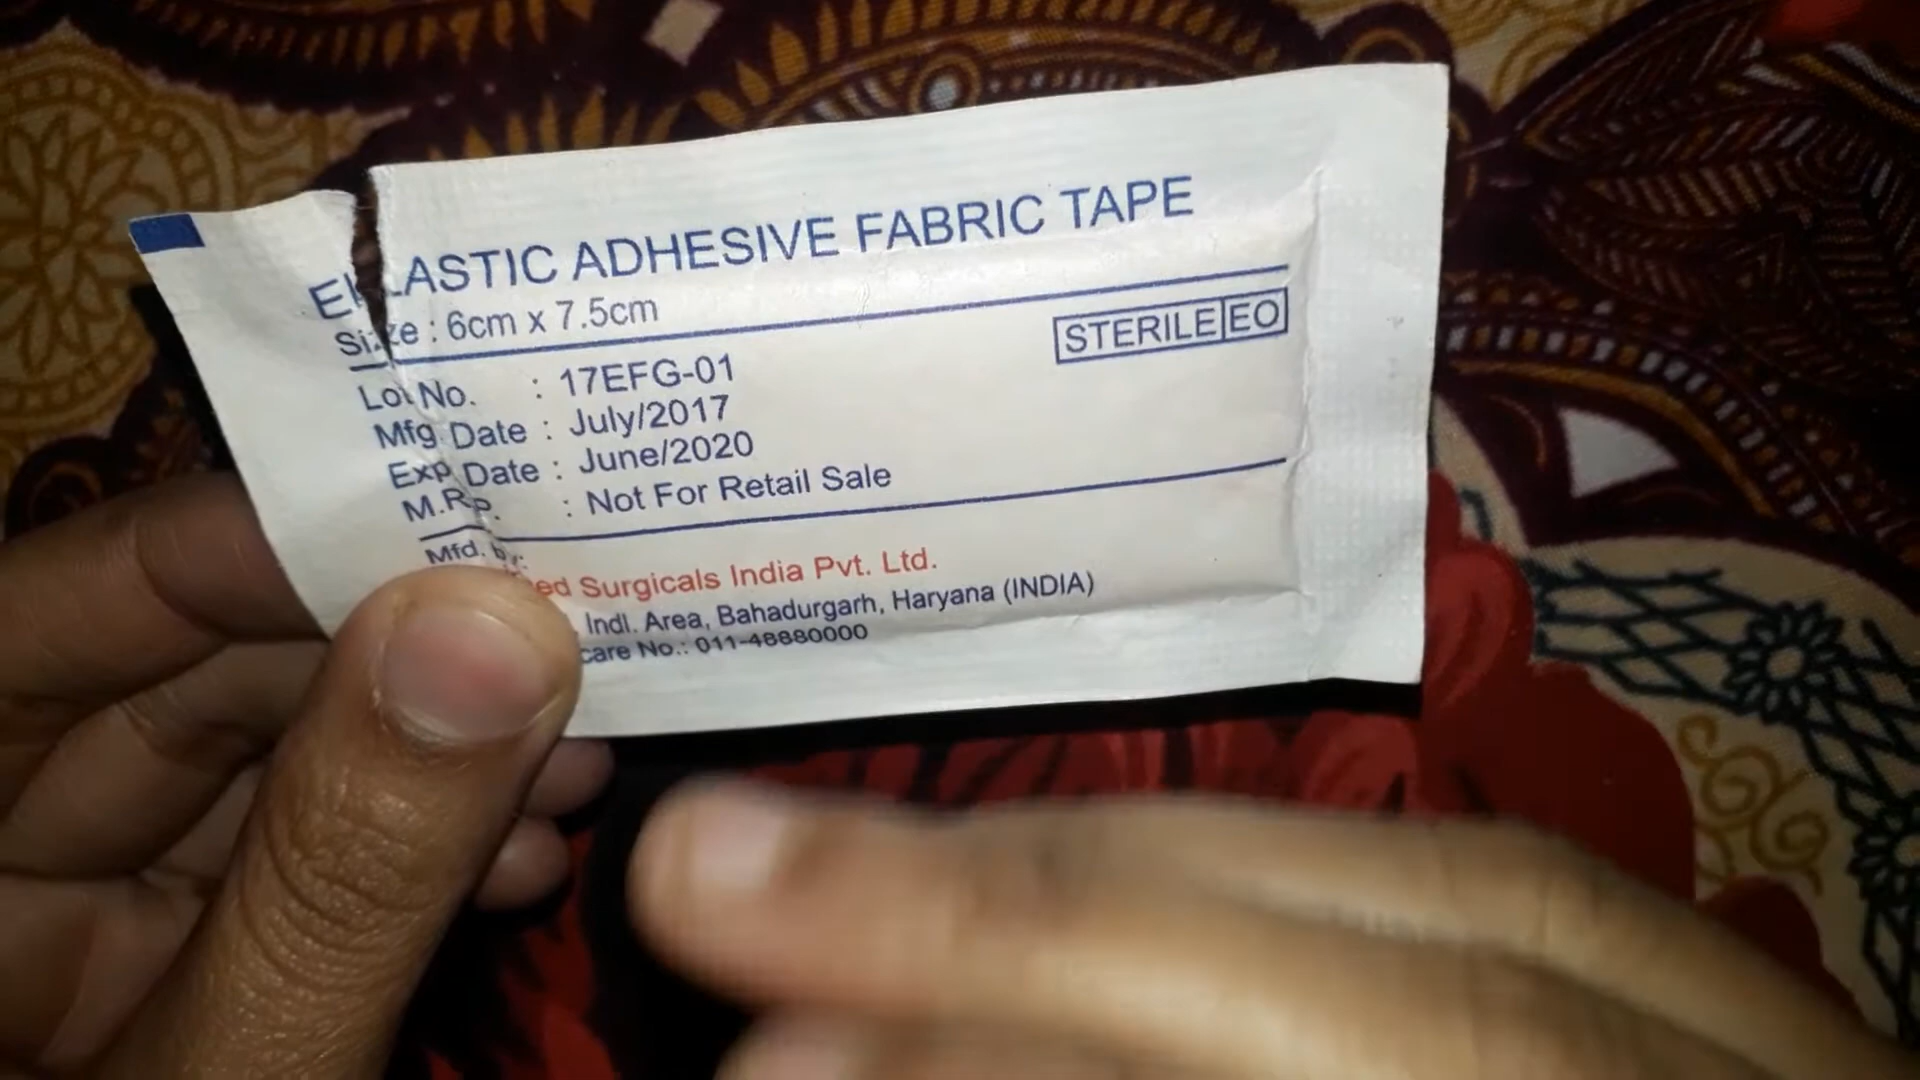 ELASTIC ADHESIVE FABRIC TAPE
Size : 6cm x 7.5cm
STERILE EO
Lot No. : 17EFG-01
Mfg Date : July/2017
Exp Date : June/2020
M.R.P. : Not For Retail Sale
Mfd. by:
Surgicals India Pvt. Ltd.
Indl. Area, Bahadurgarh, Haryana (INDIA)
No.: 011-48880000